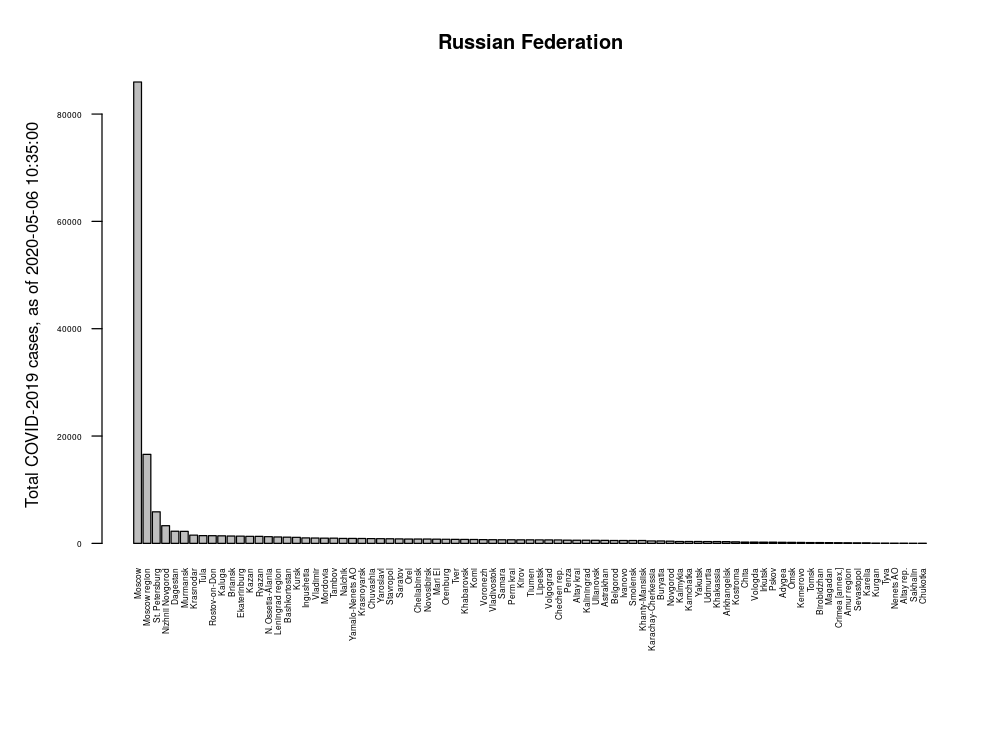 Russian Federation
Total COVID-2019 cases, as of 2020-05-06 10:35:00
80000
60000
40000
20000
0
Moscow
Moscow region
St. Petersburg
Nizhnii Novgorod
Dagestan
Murmansk
Krasnodar
Tula
Rostov-on-Don
Kaluga
Briansk
Ekaterinburg
Kazan
Ryazan
N. Ossetia-Alania
Leningrad region
Bashkortostan
Kursk
Ingushetia
Vladimir
Mordovia
Tambov
Nalchik
Yamalo-Nenets AO
Krasnoyarsk
Chuvashia
Yaroslavl
Stavropol
Saratov
Orel
Cheliabinsk
Novosibirsk
Marii El
Orenburg
Tver
Khabarovsk
Komi
Voronezh
Vladivostok
Samara
Perm krai
Kirov
Tiumen
Lipetsk
Volgograd
Chechen rep.
Penza
Altay krai
Kaliningrad
Ulianovsk
Astrakhan
Belgorod
Ivanovo
Smolensk
Khanty-Mansiisk
Karachay-Cherkessia
Buryatia
Novgorod
Kalmykia
Kamchatka
Yakutsk
Udmurtia
Khakassia
Arkhangelsk
Kostroma
Chita
Vologda
Irkutsk
Pskov
Adygea
Omsk
Kemerovo
Tomsk
Birobidzhan
Magadan
Crimea [annex.]
Amur region
Sevastopol
Karelia
Kurgan
Tyva
Nenets AO
Altay rep.
Sakhalin
Chukotka